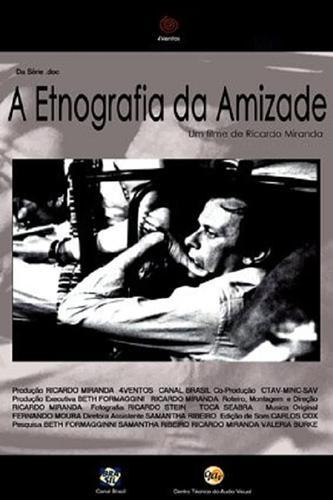 4Ventos
Da Série .doc
A Etnografia da Amizade
Um filme de Ricardo Miranda
Produção RICARDO MIRANDA 4VENTOS CANAL BRASIL Co-Produção CTAV-MINC-SAV
Produção Executiva BETH FORMAGGINI RICARDO MIRANDA Roteiro, Montagem e Direção
RICARDO MIRANDA Fotografia RICARDO STEIN TOCA SEABRA Musica Original
FERNANDO MOURA Diretora Assistente SAMANTHA RIBEIRO Edição de Som CARLOS COX
Pesquisa BETH FORMAGGINNI SAMANTHA RIBEIRO RICARDO MIRANDA VALERIA BURKE
Canal Brasil
Centro Técnico do Audio Visual